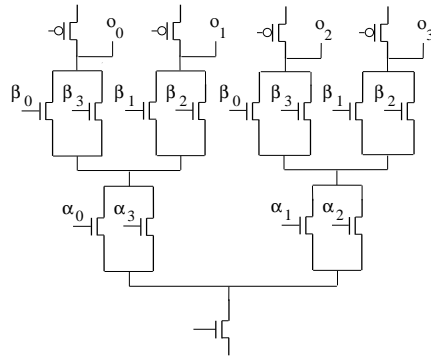 o₀ o₁ o₂ o₃
β₀ β₃ β₁ β₂ β₀ β₃ β₁ β₂
α₀ α₃ α₁ α₂